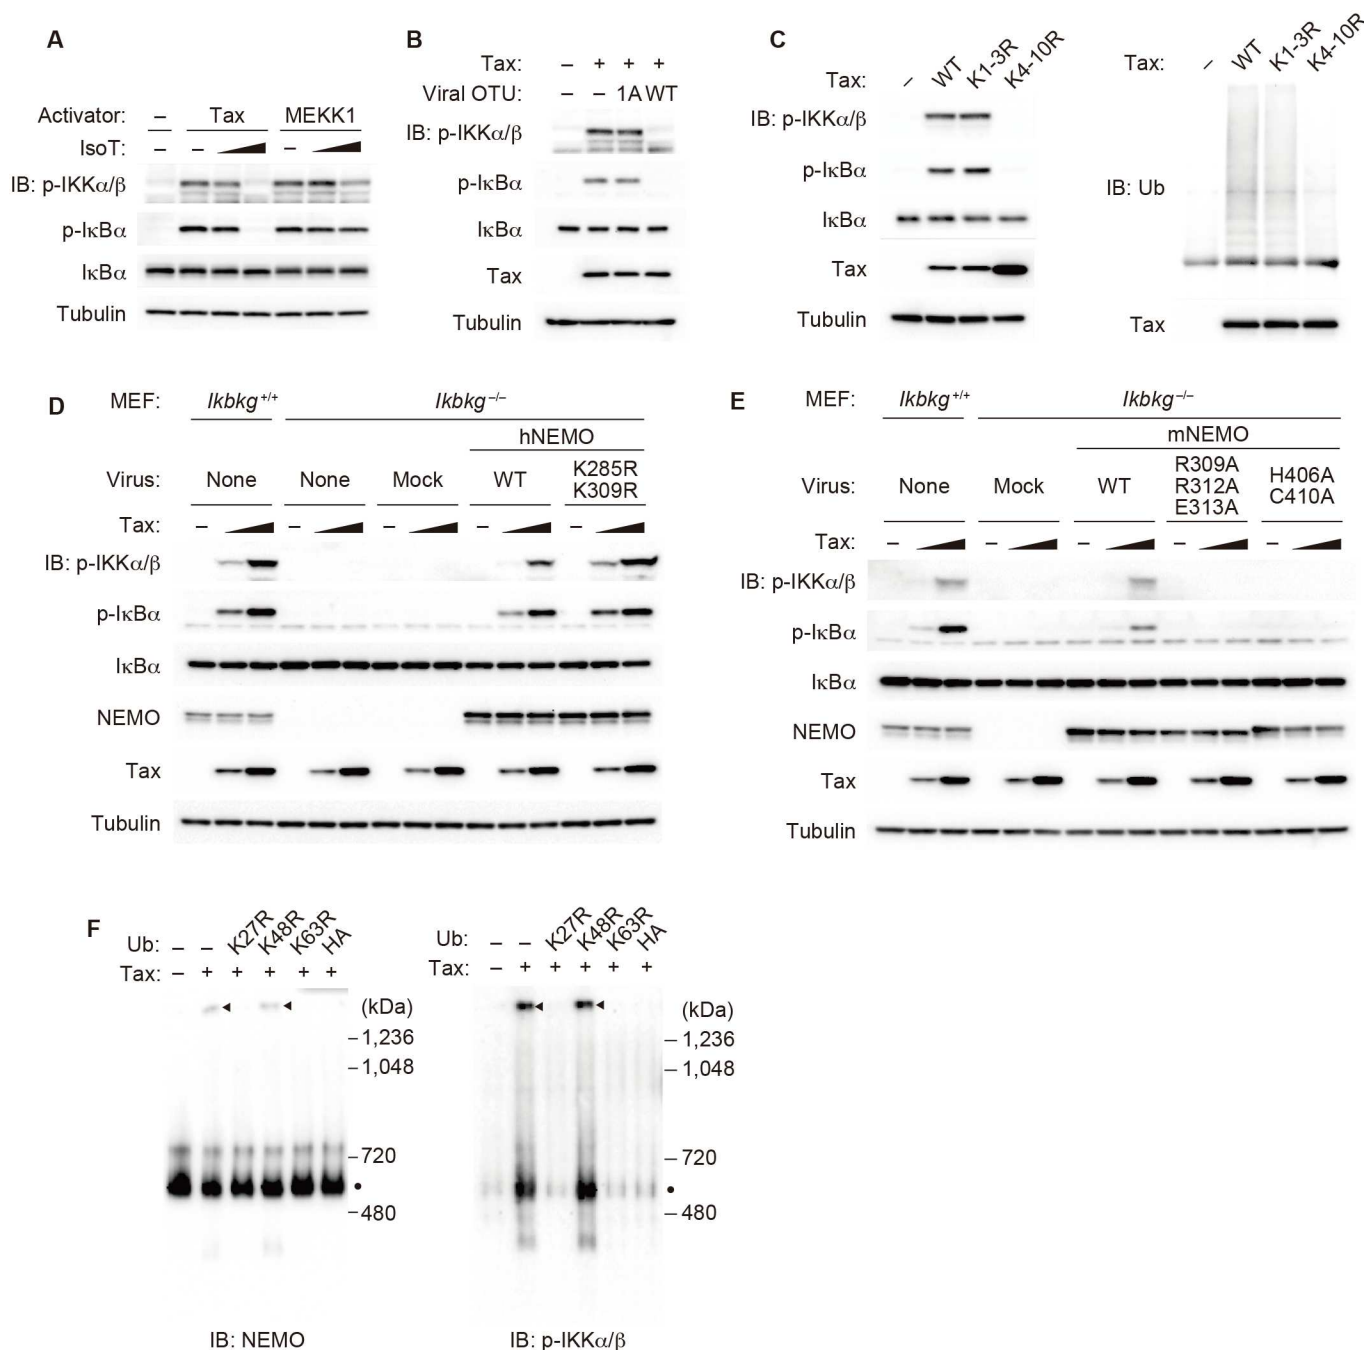 A
Activator: – Tax MEKK1
IsoT: – – –
IB: p-IKKα/β
p-IκBα
IκBα
Tubulin
B
Tax: – + + +
Viral OTU: – – 1A WT
IB: p-IKKα/β
p-IκBα
IκBα
Tax
Tubulin
C
Tax: – WT K1-3R K4-10R
IB: p-IKKα/β
p-IκBα
IκBα
Tax
Tubulin
Tax: – WT K1-3R K4-10R
IB: Ub
Tax
D
MEF: Ikbkg+/+ Ikbkg–/–
hNEMO
Virus: None None Mock WT K285R
K309R
Tax: – – – – –
IB: p-IKKα/β
p-IκBα
IκBα
NEMO
Tax
Tubulin
E
MEF: Ikbkg+/+ Ikbkg–/–
mNEMO
Virus: None Mock WT R309A
R312A
E313A
H406A
C410A
Tax: – – – – –
IB: p-IKKα/β
p-IκBα
IκBα
NEMO
Tax
Tubulin
F
Ub: – – K27R K48R K63R HA
Tax: – + + + + +
(kDa)
– 1,236
– 1,048
– 720
•
– 480
IB: NEMO
Ub: – – K27R K48R K63R HA
Tax: – + + + + +
(kDa)
– 1,236
– 1,048
– 720
•
– 480
IB: p-IKKα/β